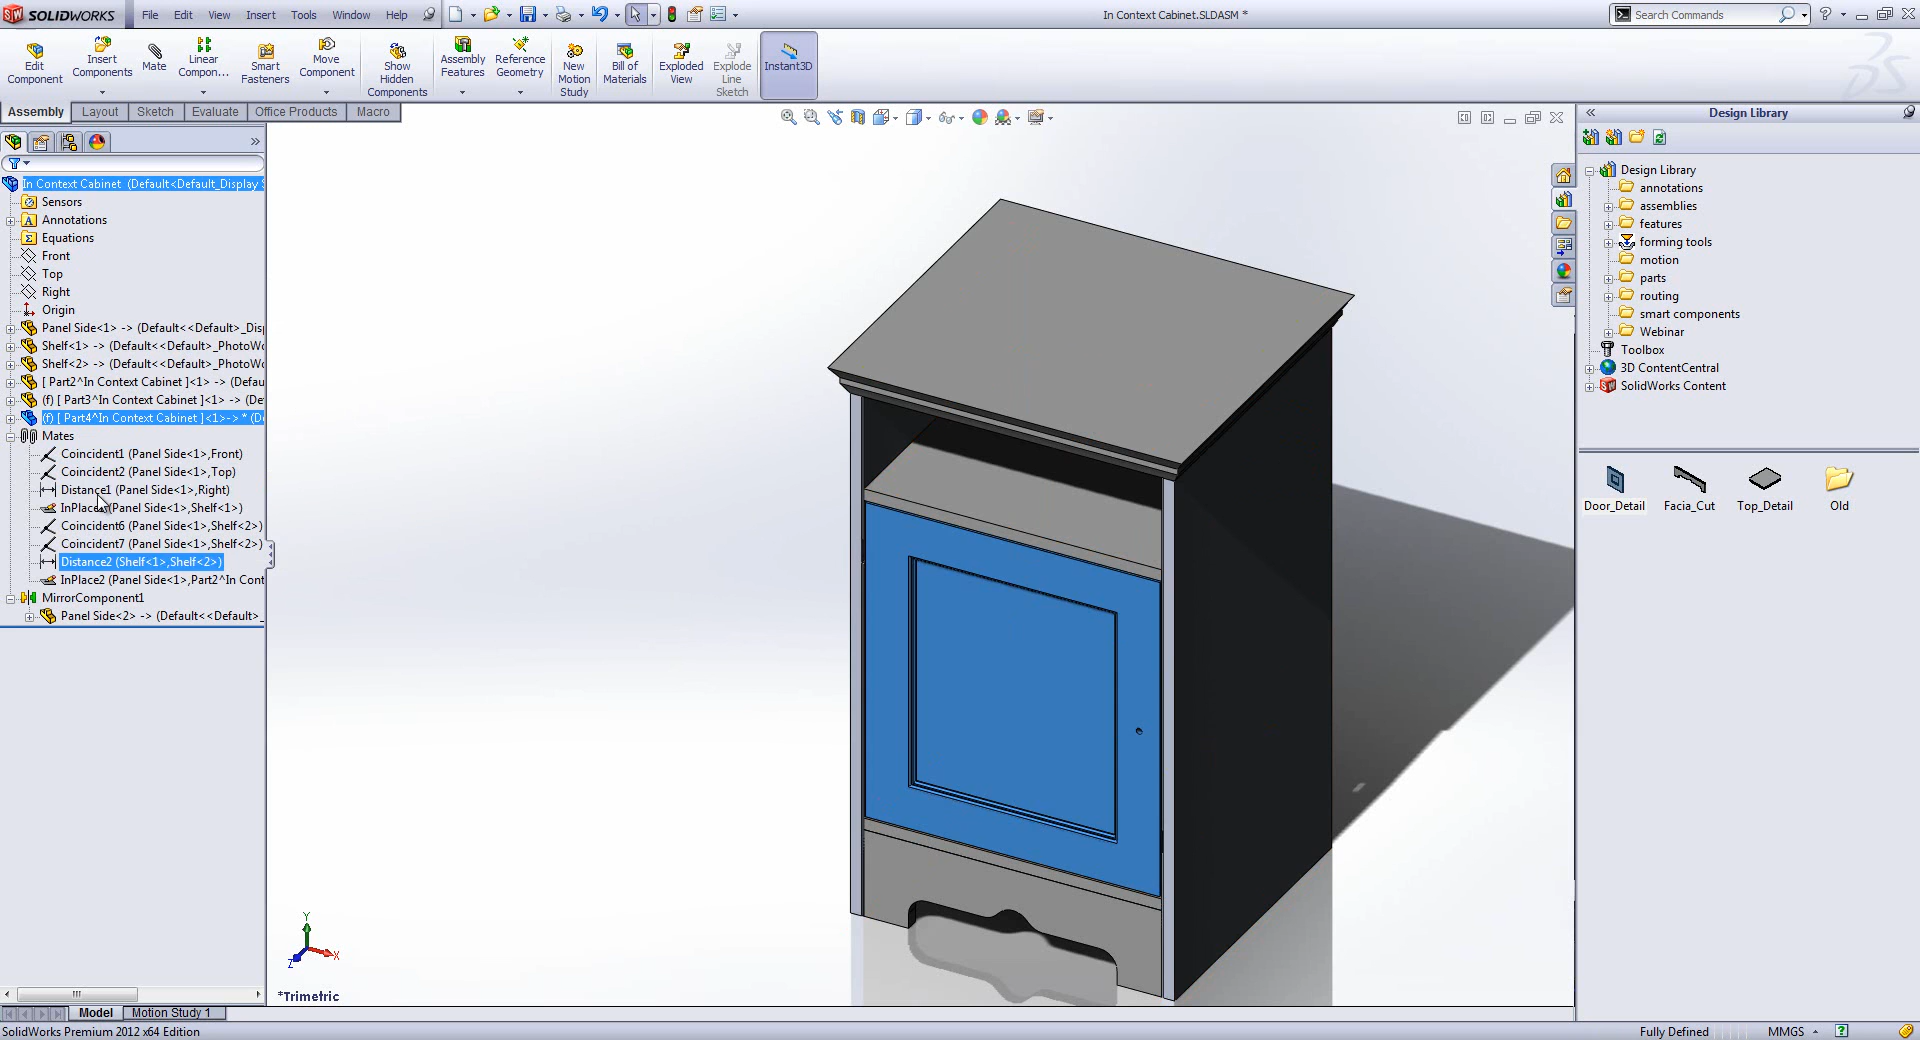 SOLIDWORKS File Edit View Insert Tools Window Help In Context Cabinet.SLDASM * Search Commands
Edit Component
Insert Components
Mate
Linear Compon...
Smart Fasteners
Move Component
Show Hidden Components
Assembly Features
Reference Geometry
New Motion Study
Bill of Materials
Exploded View
Explode Line Sketch
Instant3D
Assembly Layout Sketch Evaluate Office Products Macro
In Context Cabinet (Default<Default_Display
Sensors
Annotations
Equations
Front
Top
Right
Origin
Panel Side<1> -> (Default<<Default>_Disp
Shelf<1> -> (Default<<Default>_PhotoWo
Shelf<2> -> (Default<<Default>_PhotoWo
[ Part2^In Context Cabinet ]<1> -> (Defau
(f) [ Part3^In Context Cabinet ]<1> -> (De
(f) [ Part4^In Context Cabinet ]<1>-> * (D
Mates
Coincident1 (Panel Side<1>,Front)
Coincident2 (Panel Side<1>,Top)
Distance1 (Panel Side<1>,Right)
InPlace (Panel Side<1>,Shelf<1>)
Coincident6 (Panel Side<1>,Shelf<2>)
Coincident7 (Panel Side<1>,Shelf<2>)
Distance2 (Shelf<1>,Shelf<2>)
InPlace2 (Panel Side<1>,Part2^In Cont
MirrorComponent1
Panel Side<2> -> (Default<<Default>_
Y
X
Z
*Trimetric
Design Library
Design Library
annotations
assemblies
features
forming tools
motion
parts
routing
smart components
Webinar
Toolbox
3D ContentCentral
SolidWorks Content
Door_Detail Facia_Cut Top_Detail Old
Model Motion Study 1
SolidWorks Premium 2012 x64 Edition Fully Defined MMGS